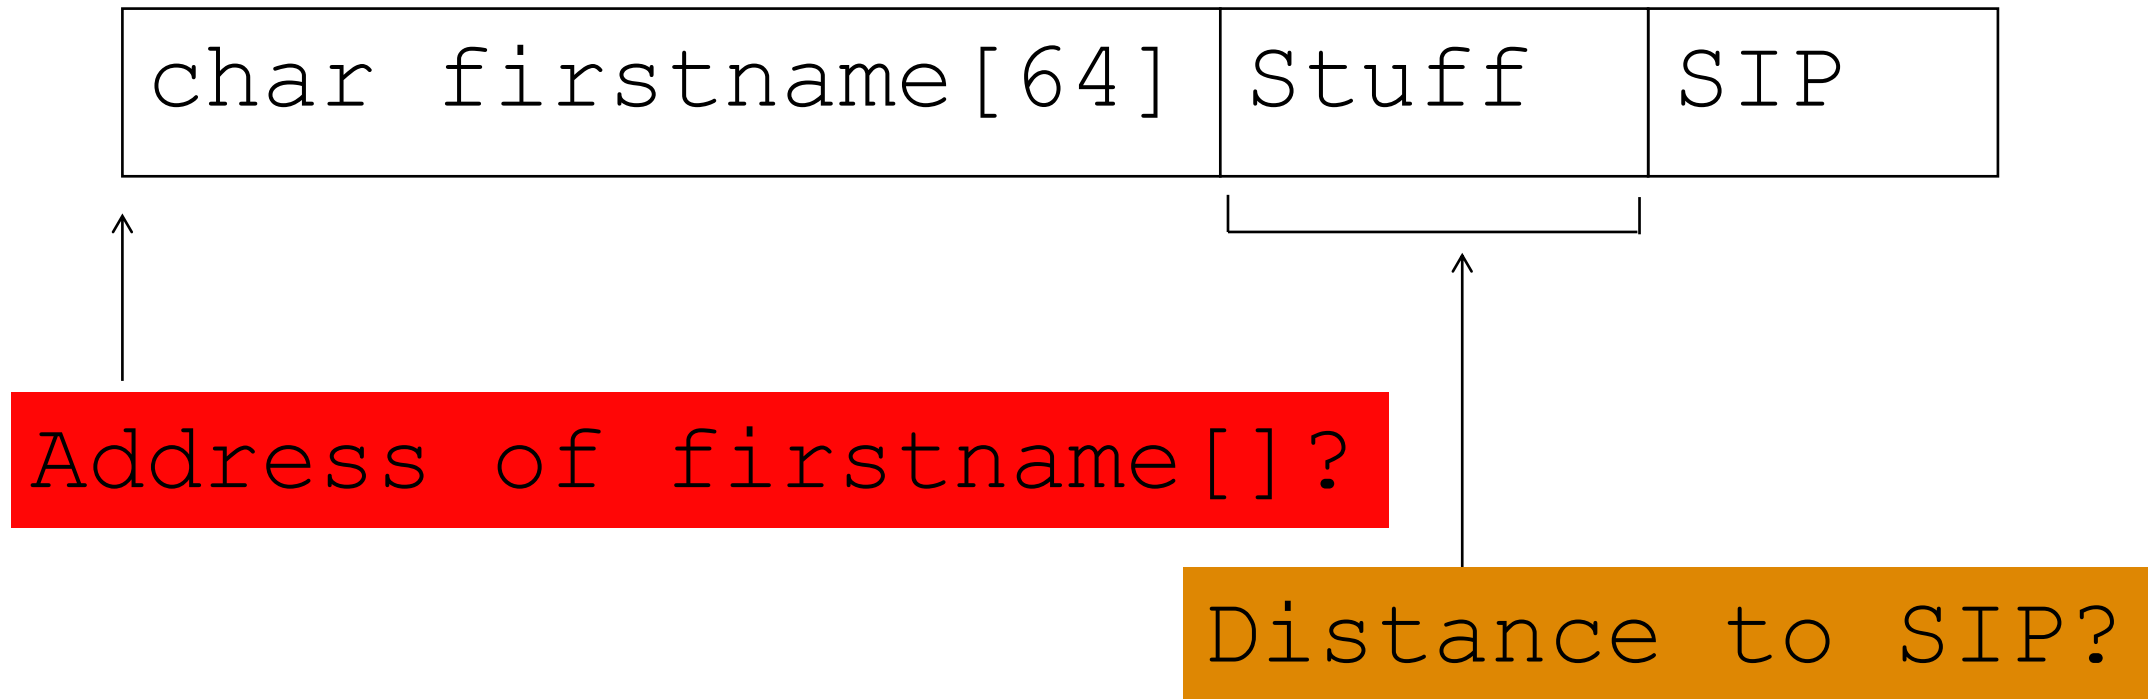 char firstname[64] Stuff SIP
Address of firstname[]?
Distance to SIP?